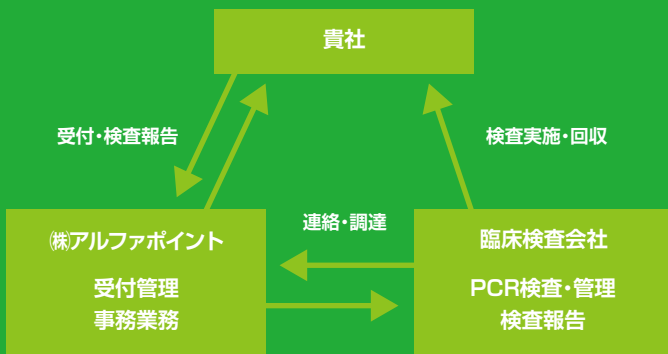 貴社
受付・検査報告
検査実施・回収
連絡・調達
㈱アルファポイント
受付管理
事務業務
臨床検査会社
PCR検査・管理
検査報告